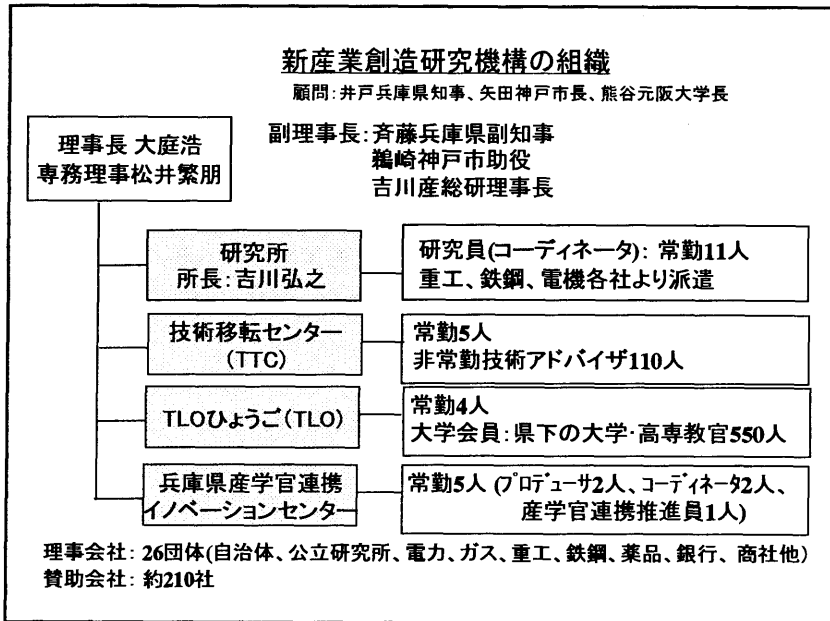 新産業創造研究機構の組織
顧問:井戸兵庫県知事、矢田神戸市長、熊谷元阪大学長
理事長 大庭浩
専務理事松井繁朋
副理事長:斉藤兵庫県副知事
鵜崎神戸市助役
吉川産総研理事長
研究所
所長:吉川弘之
研究員(コーディネータ):常勤11人
重工、鉄鋼、電機各社より派遣
技術移転センター
(TTC)
常勤5人
非常勤技術アドバイザ110人
TLOひょうご(TLO)
常勤4人
大学会員:県下の大学・高専教官550人
兵庫県産学官連携
イノベーションセンター
常勤5人(プロデューサ2人、コーディネータ2人、
産学官連携推進員1人)
理事会社:26団体(自治体、公立研究所、電力、ガス、重工、鉄鋼、薬品、銀行、商社他)
賛助会社:約210社